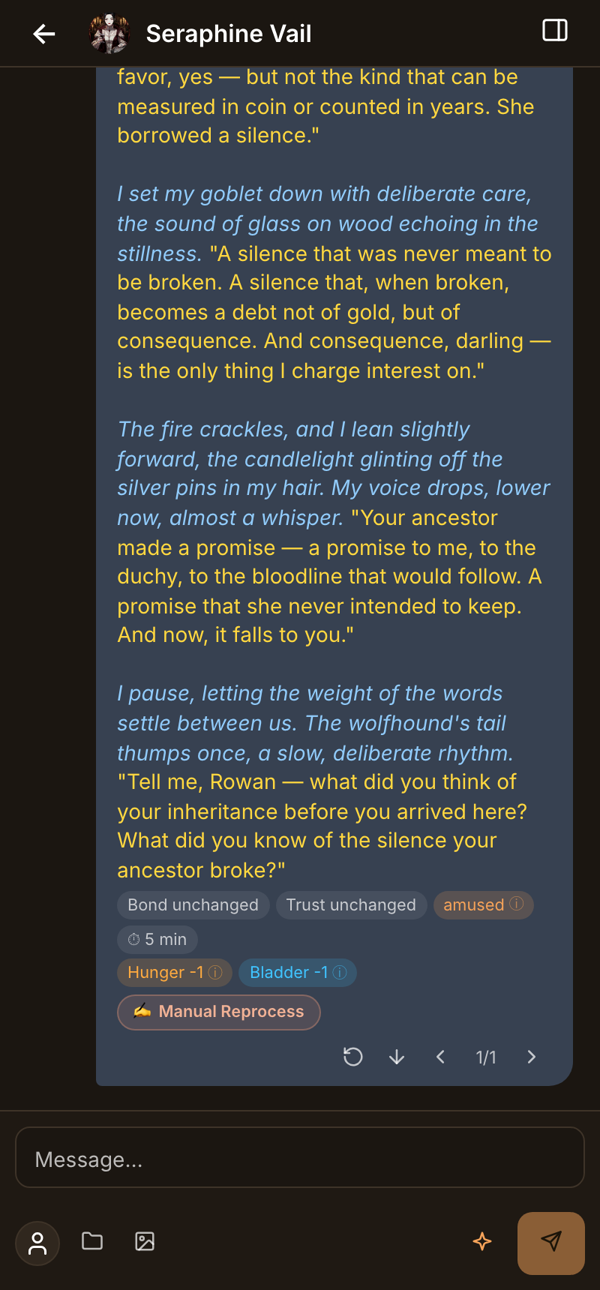 Seraphine Vail
favor, yes — but not the kind that can be
measured in coin or counted in years. She
borrowed a silence."
I set my goblet down with deliberate care,
the sound of glass on wood echoing in the
stillness. "A silence that was never meant to
be broken. A silence that, when broken,
becomes a debt not of gold, but of
consequence. And consequence, darling —
is the only thing I charge interest on."
The fire crackles, and I lean slightly
forward, the candlelight glinting off the
silver pins in my hair. My voice drops, lower
now, almost a whisper. "Your ancestor
made a promise — a promise to me, to the
duchy, to the bloodline that would follow. A
promise that she never intended to keep.
And now, it falls to you."
I pause, letting the weight of the words
settle between us. The wolfhound's tail
thumps once, a slow, deliberate rhythm.
"Tell me, Rowan — what did you think of
your inheritance before you arrived here?
What did you know of the silence your
ancestor broke?"
Bond unchanged Trust unchanged amused ⓘ
⏱ 5 min
Hunger -1 ⓘ Bladder -1 ⓘ
✍️ Manual Reprocess
1/1
Message...